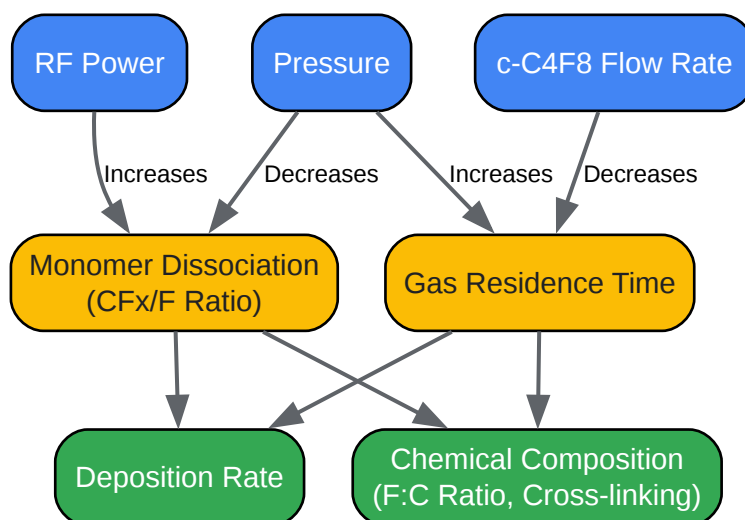 RF Power
Pressure
c-C4F8 Flow Rate
Increases
Decreases
Increases
Decreases
Monomer Dissociation
(CFx/F Ratio)
Gas Residence Time
Deposition Rate
Chemical Composition
(F:C Ratio, Cross-linking)